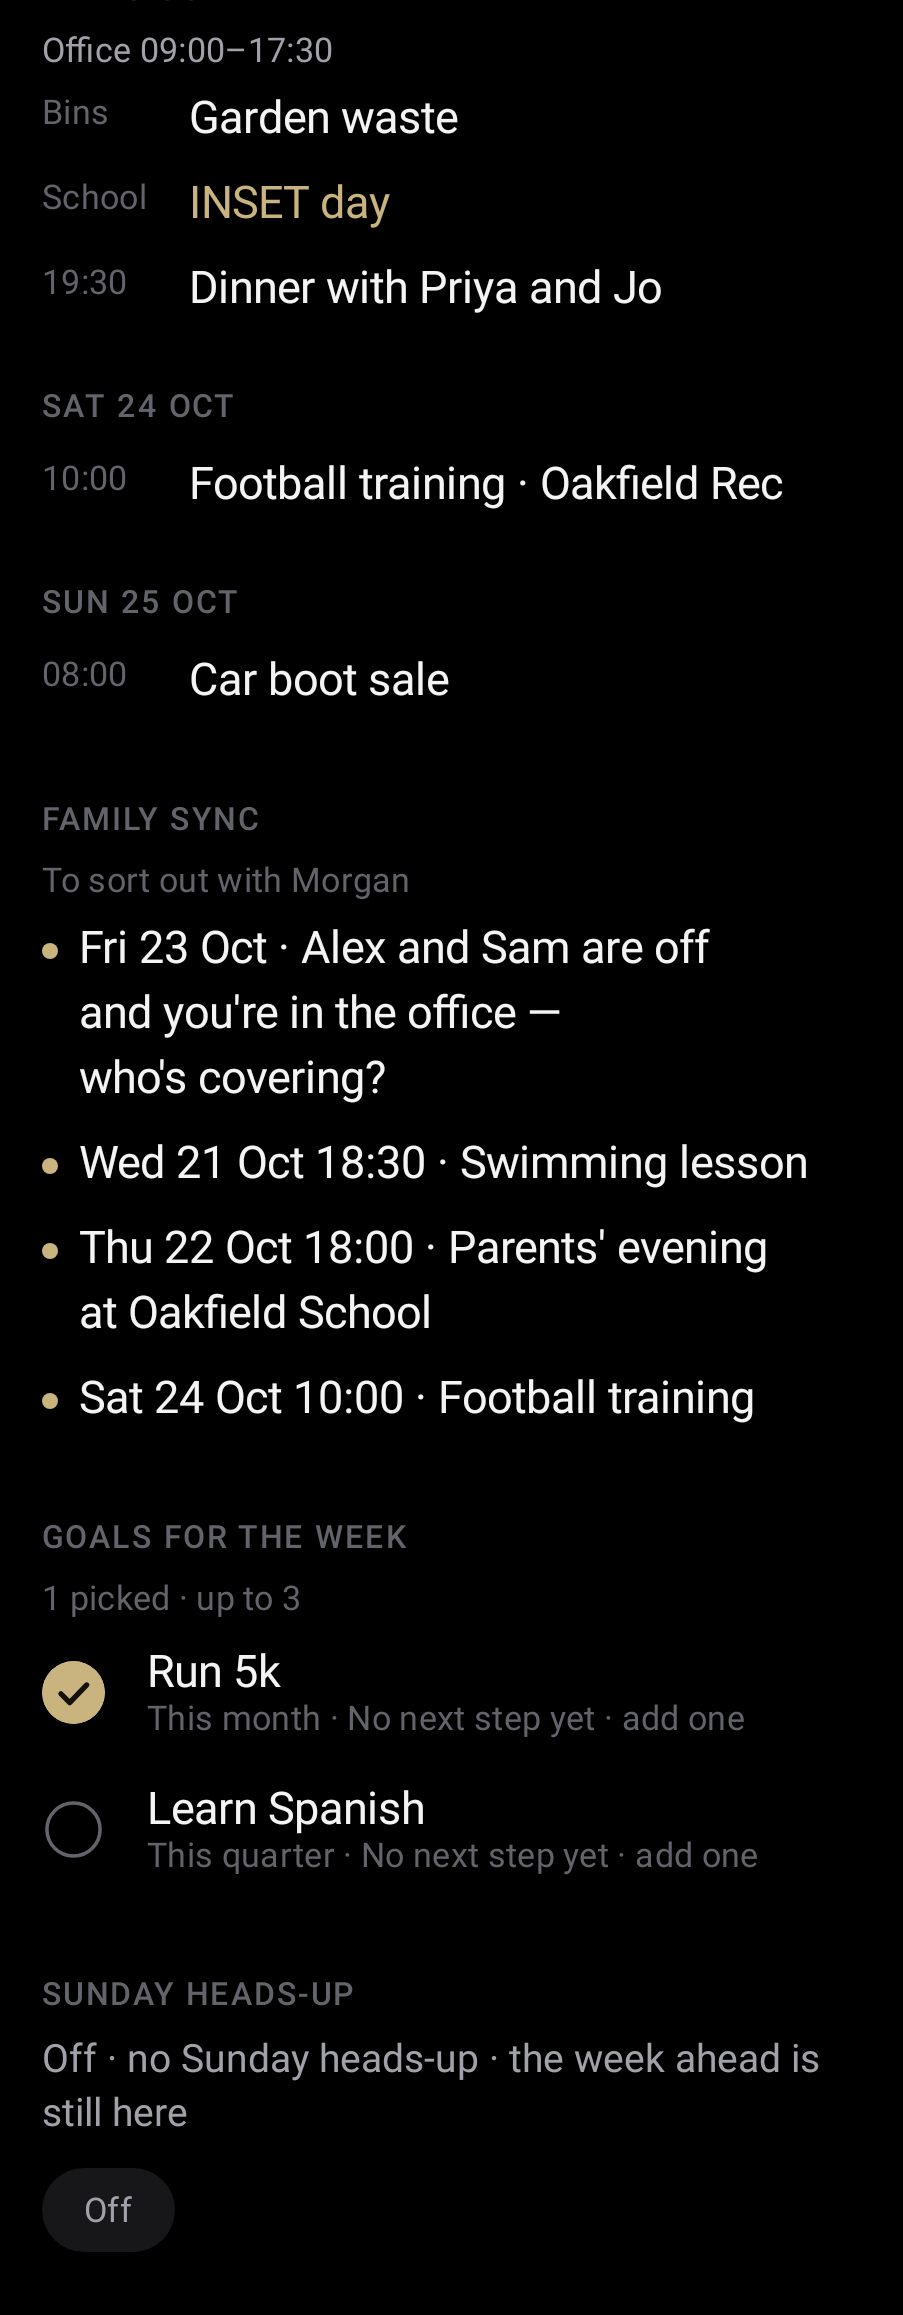 Office 09:00–17:30
Bins Garden waste
School INSET day
19:30 Dinner with Priya and Jo
SAT 24 OCT
10:00 Football training · Oakfield Rec
SUN 25 OCT
08:00 Car boot sale
FAMILY SYNC
To sort out with Morgan
Fri 23 Oct · Alex and Sam are off
and you're in the office —
who's covering?
Wed 21 Oct 18:30 · Swimming lesson
Thu 22 Oct 18:00 · Parents' evening
at Oakfield School
Sat 24 Oct 10:00 · Football training
GOALS FOR THE WEEK
1 picked · up to 3
Run 5k
This month · No next step yet · add one
Learn Spanish
This quarter · No next step yet · add one
SUNDAY HEADS-UP
Off · no Sunday heads-up · the week ahead is
still here
Off